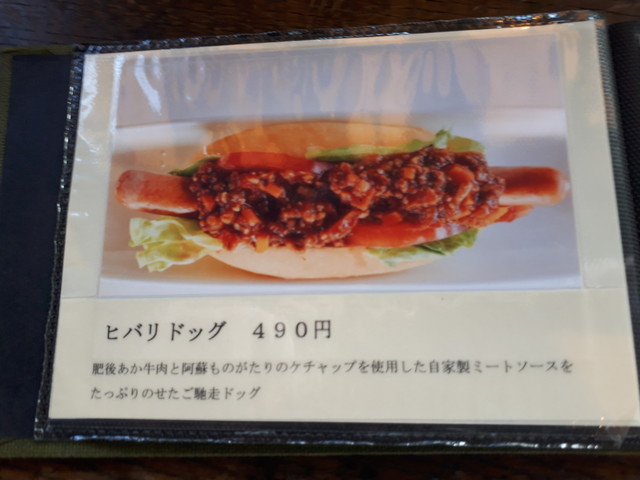 ヒバリドッグ　４９０円
肥後あか牛肉と阿蘇ものがたりのケチャップを使用した自家製ミートソースを
たっぷりのせたご馳走ドッグ